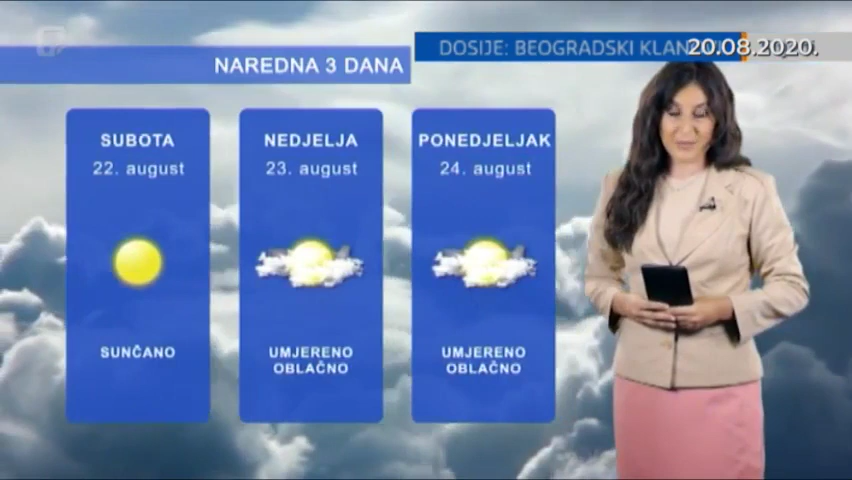 DOSIJE: BEOGRADSKI
20.08.2020.
NAREDNA 3 DANA
SUBOTA
22. august
SUNČANO
NEDJELJA
23. august
UMJERENO
OBLAČNO
PONEDJELJAK
24. august
UMJERENO
OBLAČNO